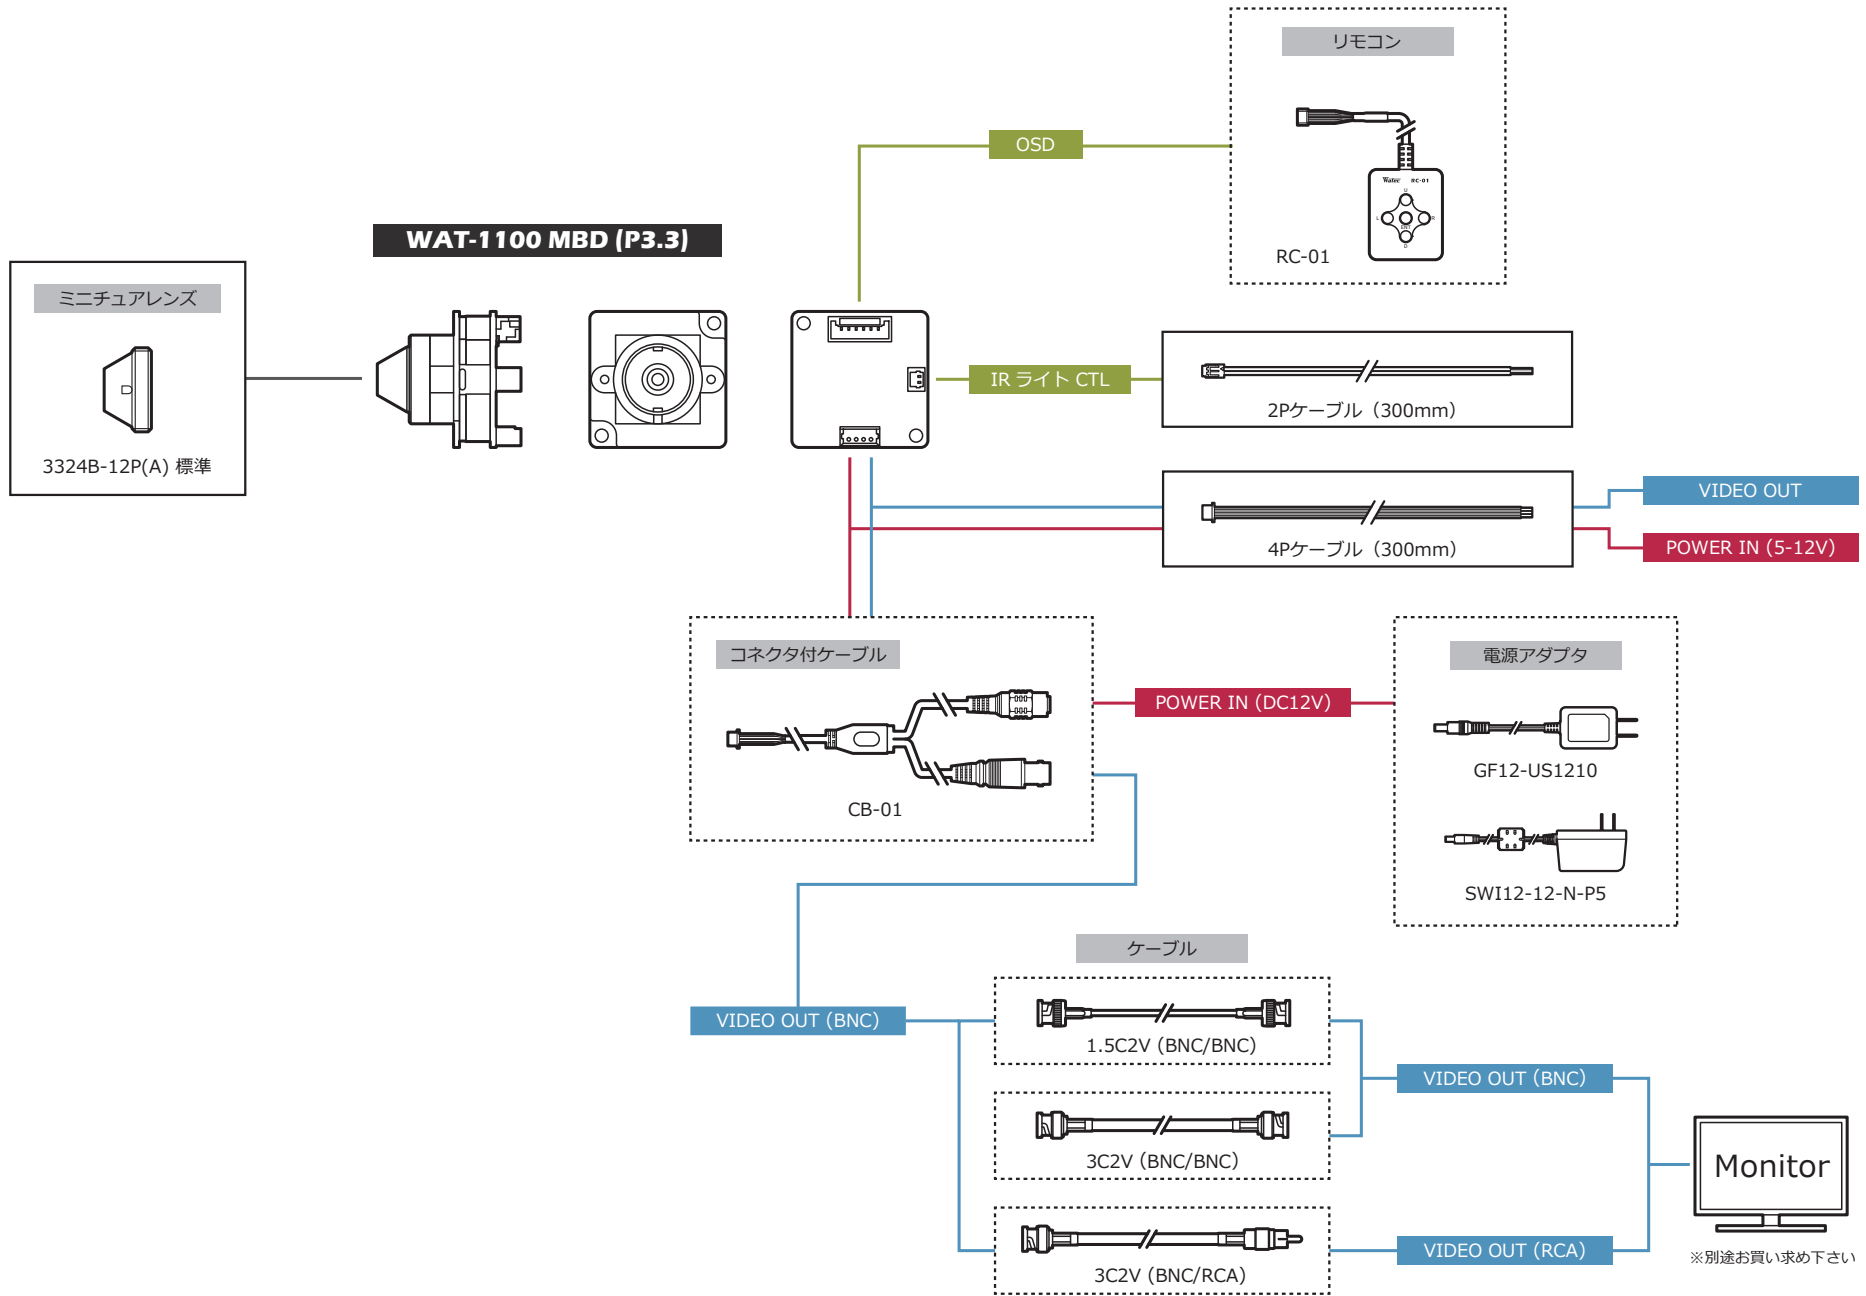 リモコン
OSD
Watec RC-01
U
L
R
ENT
D
RC-01
WAT-1100 MBD (P3.3)
ミニチュアレンズ
3324B-12P(A) 標準
IR ライト CTL
2Pケーブル（300mm）
4Pケーブル（300mm）
VIDEO OUT
POWER IN (5-12V)
コネクタ付ケーブル
CB-01
POWER IN (DC12V)
電源アダプタ
GF12-US1210
SWI12-12-N-P5
ケーブル
VIDEO OUT (BNC)
1.5C2V (BNC/BNC)
3C2V (BNC/BNC)
3C2V (BNC/RCA)
VIDEO OUT (BNC)
VIDEO OUT (RCA)
Monitor
※別途お買い求め下さい